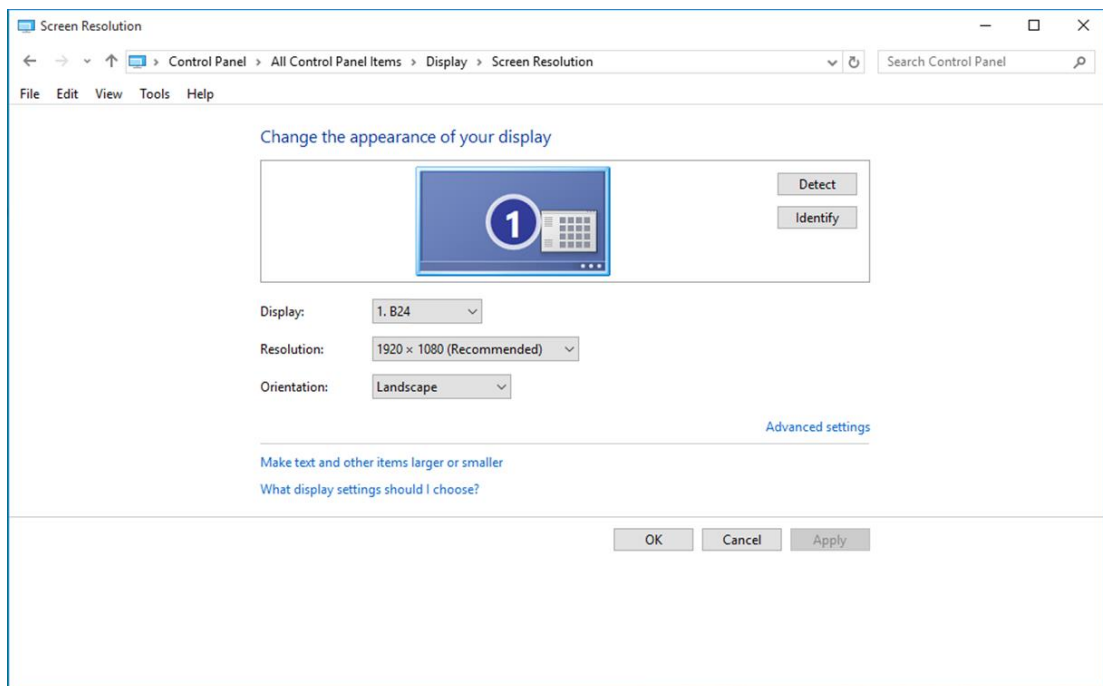 Screen Resolution
Control Panel > All Control Panel Items > Display > Screen Resolution
Search Control Panel
File Edit View Tools Help
Change the appearance of your display
1
Detect
Identify
Display: 1. B24
Resolution: 1920 × 1080 (Recommended)
Orientation: Landscape
Advanced settings
Make text and other items larger or smaller
What display settings should I choose?
OK Cancel Apply